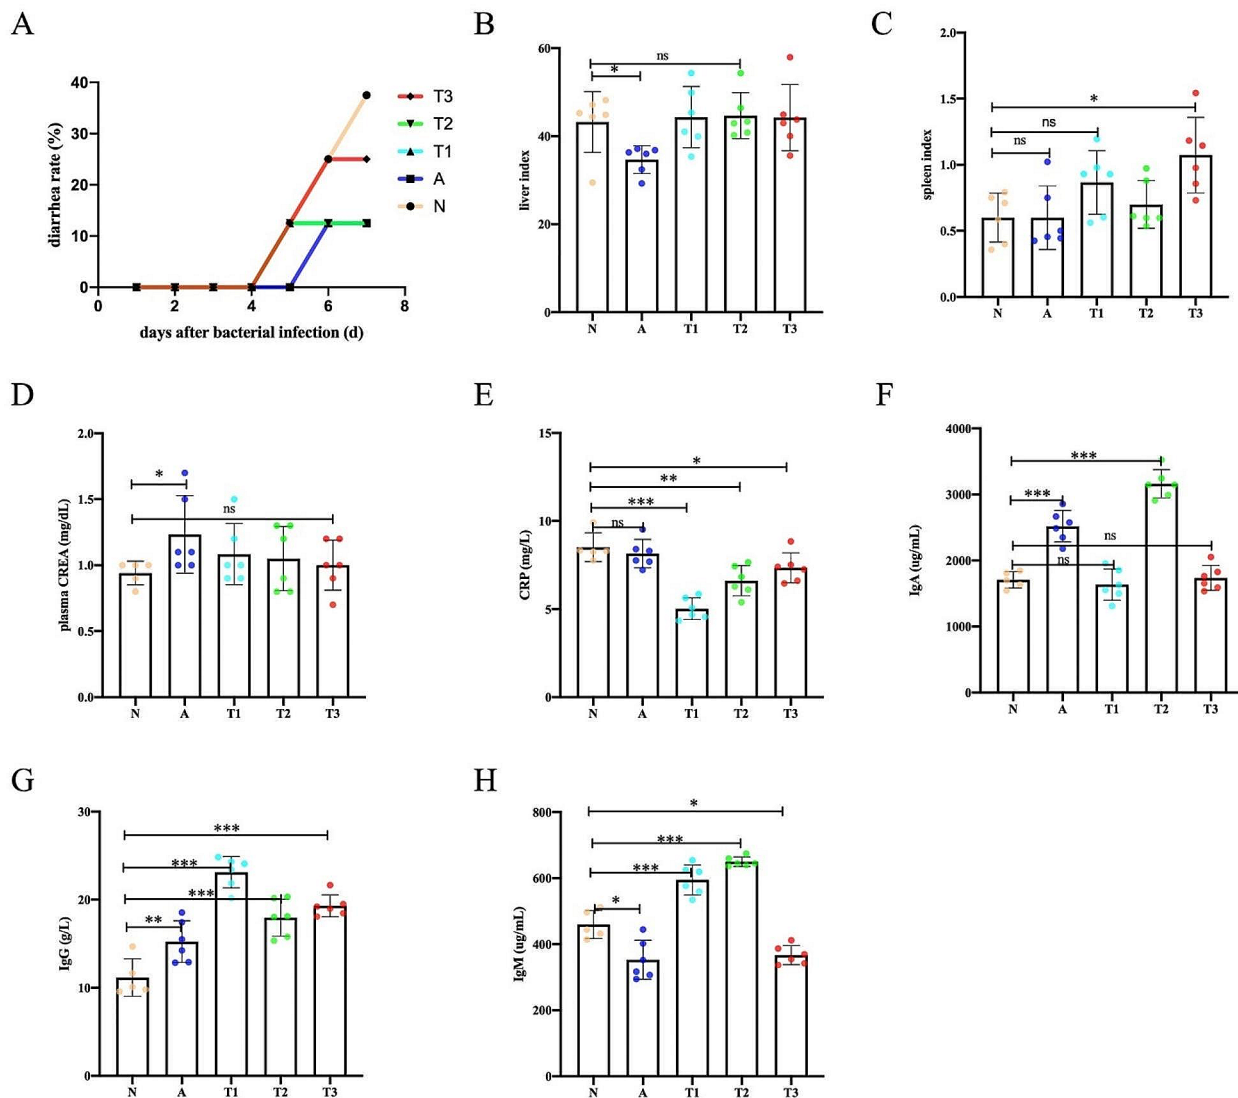 A
diarrhea rate (%)
40
30
20
10
0
0 2 4 6 8
days after bacterial infection (d)
T3
T2
T1
A
N
B
liver index
60
40
20
0
ns
*
N A T1 T2 T3
C
spleen index
2.0
1.5
1.0
0.5
0.0
*
ns
ns
N A T1 T2 T3
D
plasma CREA (mg/dL)
2.0
1.5
1.0
0.5
0.0
*
ns
N A T1 T2 T3
E
CRP (mg/L)
15
10
5
0
*
**
***
ns
N A T1 T2 T3
F
IgA (ug/mL)
4000
3000
2000
1000
0
***
***
ns
ns
N A T1 T2 T3
G
IgG (g/L)
30
20
10
0
***
***
***
**
N A T1 T2 T3
H
IgM (ug/mL)
800
600
400
200
0
*
***
***
*
N A T1 T2 T3